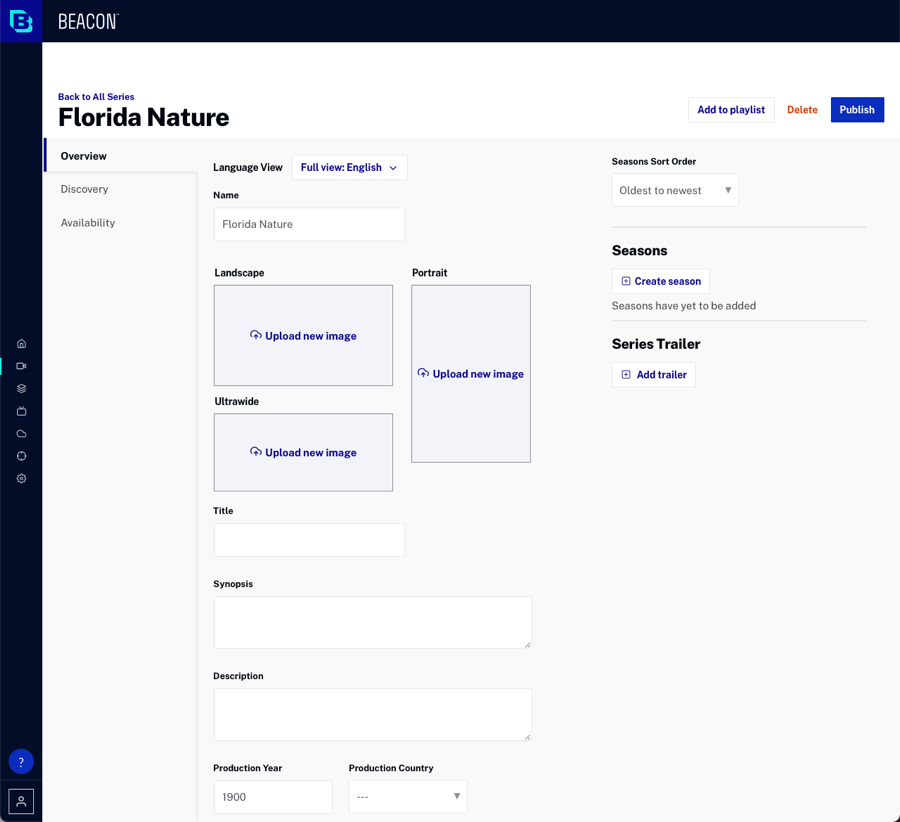 BEACON™
Back to All Series
Florida Nature
Add to playlist
Delete
Publish
Overview
Discovery
Availability
Language View
Full view: English
Name
Florida Nature
Landscape
Upload new image
Portrait
Upload new image
Ultrawide
Upload new image
Title
Synopsis
Description
Production Year
1900
Production Country
---
Seasons Sort Order
Oldest to newest
Seasons
Create season
Seasons have yet to be added
Series Trailer
Add trailer
?